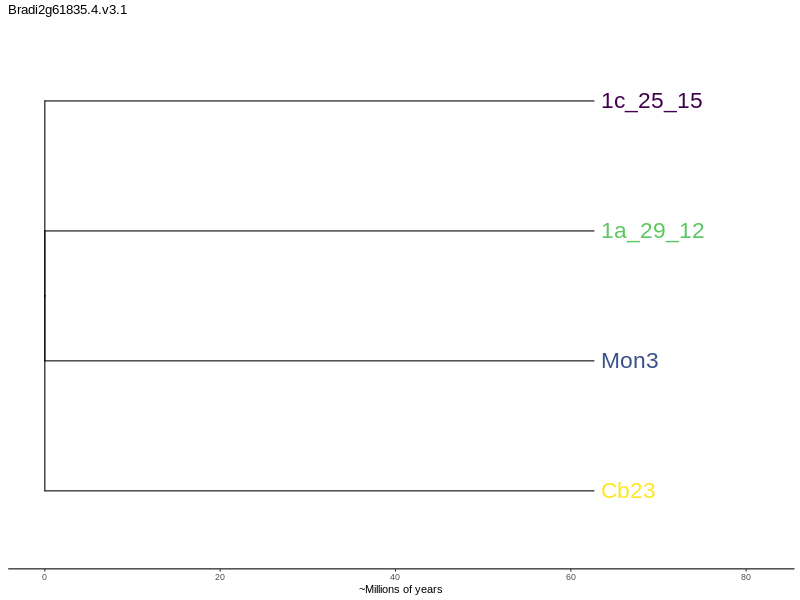 Bradi2g61835.4.v3.1
1c_25_15
1a_29_12
Mon3
Cb23
0 20 40 60 80
~Millions of years